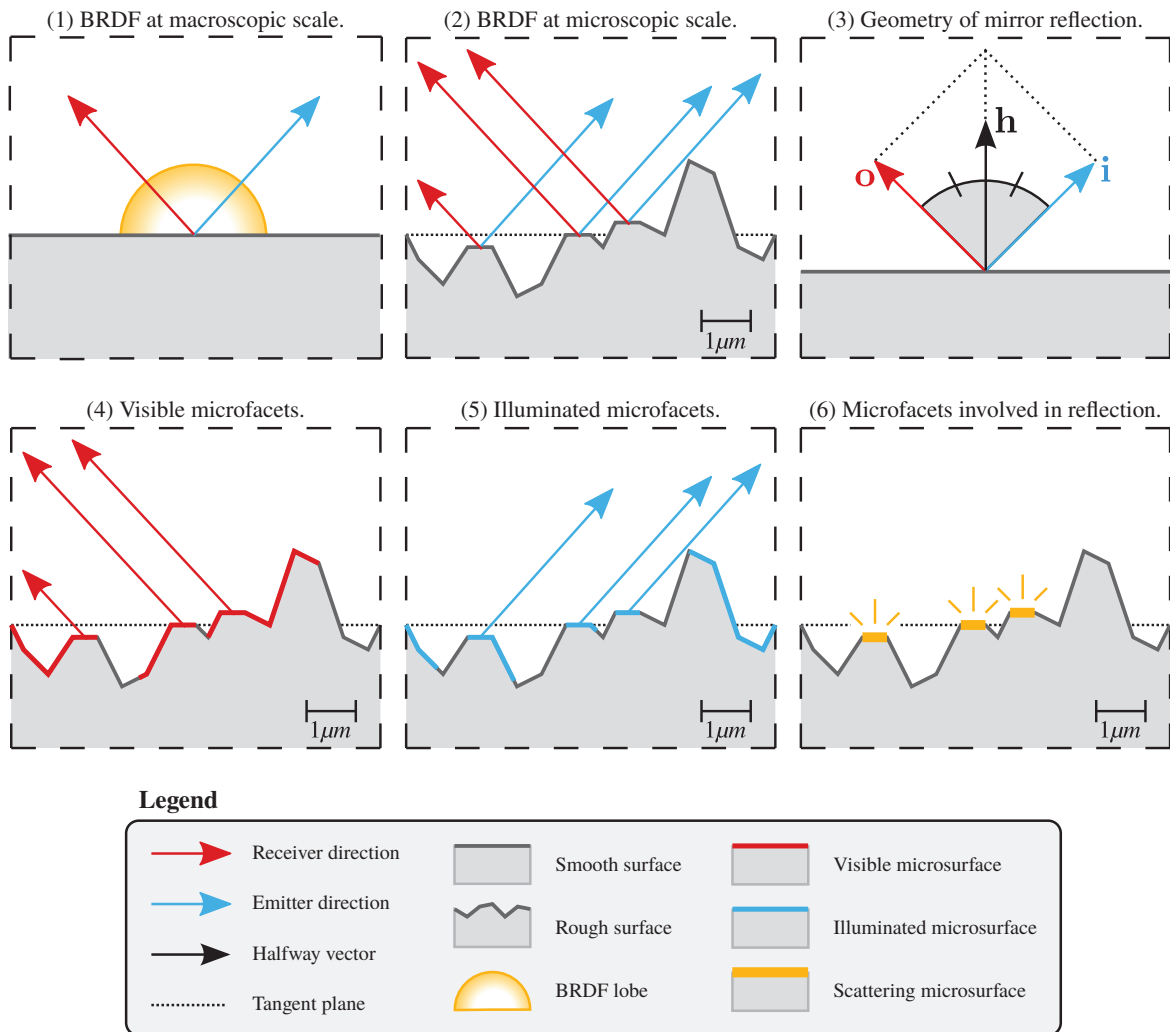 (1) BRDF at macroscopic scale.
(2) BRDF at microscopic scale.
(3) Geometry of mirror reflection.
h
o
i
1μm
(4) Visible microfacets.
(5) Illuminated microfacets.
(6) Microfacets involved in reflection.
1μm
1μm
1μm
Legend
Receiver direction
Smooth surface
Visible microsurface
Emitter direction
Rough surface
Illuminated microsurface
Halfway vector
BRDF lobe
Scattering microsurface
Tangent plane